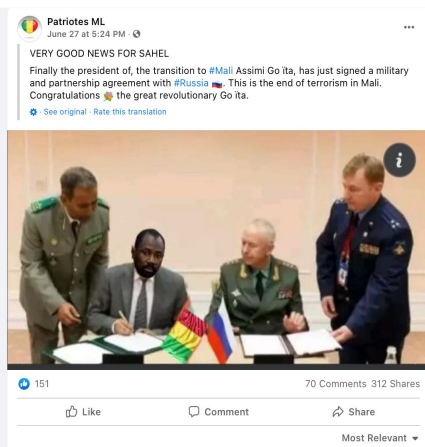 Patriotes ML
June 27 at 5:24 PM ·
VERY GOOD NEWS FOR SAHEL
Finally the president of, the transition to #Mali Assimi Go ïta, has just signed a military
and partnership agreement with #Russia 🇷🇺. This is the end of terrorism in Mali.
Congratulations 💐 the great revolutionary Go ïta.
· See original · Rate this translation
i
151
70 Comments 312 Shares
Like
Comment
Share
Most Relevant